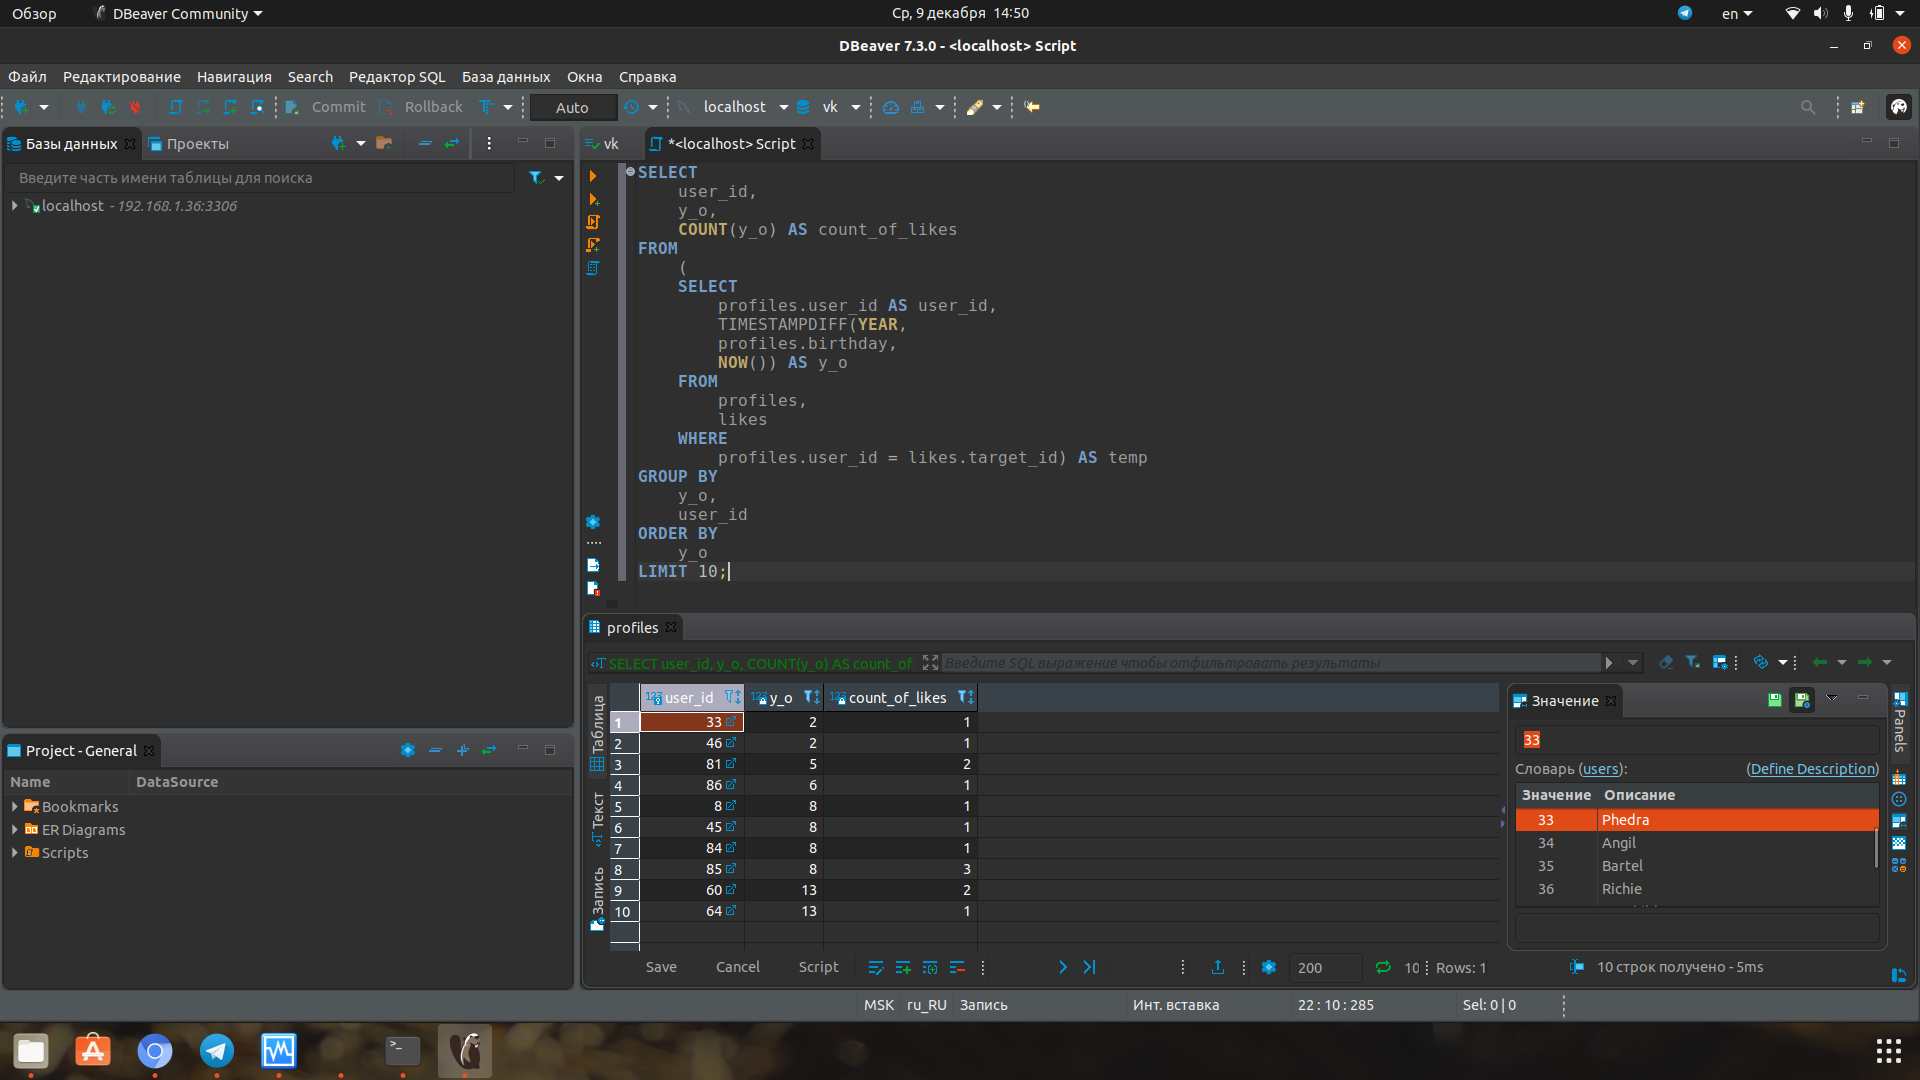 Обзор
DBeaver Community
Ср, 9 декабря 14:50
en
DBeaver 7.3.0 - <localhost> Script
Файл Редактирование Навигация Search Редактор SQL База данных Окна Справка
Commit Rollback Auto localhost vk
Базы данных Проекты
Введите часть имени таблицы для поиска
localhost - 192.168.1.36:3306
vk *<localhost> Script
SELECT
user_id,
y_o,
COUNT(y_o) AS count_of_likes
FROM
(
SELECT
profiles.user_id AS user_id,
TIMESTAMPDIFF(YEAR,
profiles.birthday,
NOW()) AS y_o
FROM
profiles,
likes
WHERE
profiles.user_id = likes.target_id) AS temp
GROUP BY
y_o,
user_id
ORDER BY
y_o
LIMIT 10;
Project - General
Name DataSource
Bookmarks
ER Diagrams
Scripts
profiles
SELECT user_id, y_o, COUNT(y_o) AS count_of Введите SQL выражение чтобы отфильтровать результаты
Таблица
Текст
Запись
123 user_id 123 y_o 123 count_of_likes
1 33 2 1
2 46 2 1
3 81 5 2
4 86 6 1
5 8 8 1
6 45 8 1
7 84 8 1
8 85 8 3
9 60 13 2
10 64 13 1
Значение
33
Словарь (users): (Define Description)
Значение Описание
33 Phedra
34 Angil
35 Bartel
36 Richie
Panels
Save Cancel Script 200 10 Rows: 1 10 строк получено - 5ms
MSK ru_RU Запись Инт. вставка 22 : 10 : 285 Sel: 0 | 0